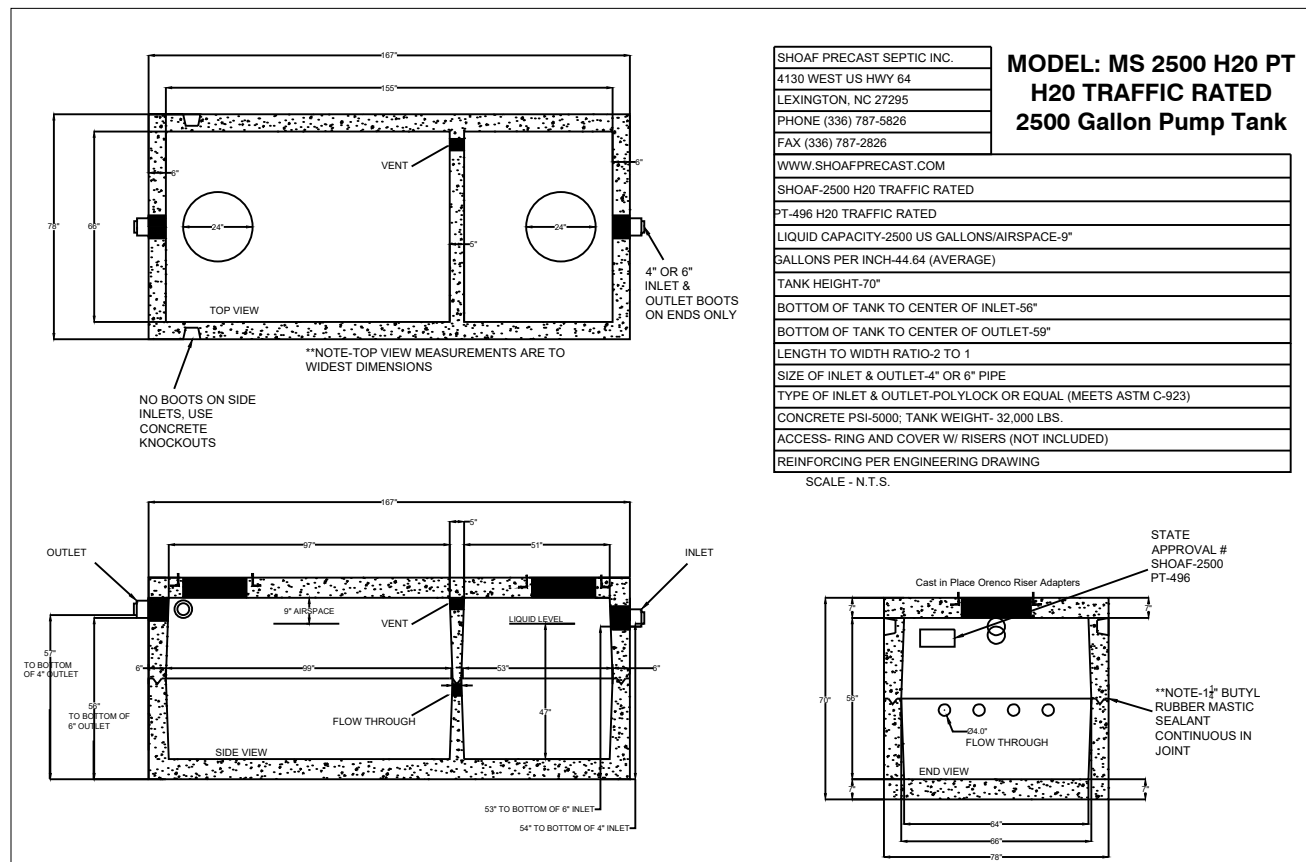 167"
155"
VENT
6"
6"
78"
66"
24"
24"
5"
4" OR 6"
INLET &
OUTLET BOOTS
ON ENDS ONLY
TOP VIEW
**NOTE-TOP VIEW MEASUREMENTS ARE TO
WIDEST DIMENSIONS
NO BOOTS ON SIDE
INLETS, USE
CONCRETE
KNOCKOUTS
SHOAF PRECAST SEPTIC INC.
4130 WEST US HWY 64
LEXINGTON, NC 27295
PHONE (336) 787-5826
FAX (336) 787-2826
MODEL: MS 2500 H20 PT
H20 TRAFFIC RATED
2500 Gallon Pump Tank
WWW.SHOAFPRECAST.COM
SHOAF-2500 H20 TRAFFIC RATED
PT-496 H20 TRAFFIC RATED
LIQUID CAPACITY-2500 US GALLONS/AIRSPACE-9"
GALLONS PER INCH-44.64 (AVERAGE)
TANK HEIGHT-70"
BOTTOM OF TANK TO CENTER OF INLET-56"
BOTTOM OF TANK TO CENTER OF OUTLET-59"
LENGTH TO WIDTH RATIO-2 TO 1
SIZE OF INLET & OUTLET-4" OR 6" PIPE
TYPE OF INLET & OUTLET-POLYLOCK OR EQUAL (MEETS ASTM C-923)
CONCRETE PSI-5000; TANK WEIGHT- 32,000 LBS.
ACCESS- RING AND COVER W/ RISERS (NOT INCLUDED)
REINFORCING PER ENGINEERING DRAWING
SCALE - N.T.S.
167"
5"
97"
51"
OUTLET
INLET
9" AIRSPACE
VENT
LIQUID LEVEL
57"
TO BOTTOM
OF 4" OUTLET
6"
99"
53"
6"
56"
TO BOTTOM OF
6" OUTLET
47"
FLOW THROUGH
SIDE VIEW
53" TO BOTTOM OF 6" INLET
54" TO BOTTOM OF 4" INLET
STATE
APPROVAL #
SHOAF-2500
PT-496
Cast in Place Orenco Riser Adapters
7"
7"
70"
56"
**NOTE-1¼" BUTYL
RUBBER MASTIC
SEALANT
CONTINUOUS IN
JOINT
Ø4.0"
FLOW THROUGH
END VIEW
7"
7"
64"
66"
78"